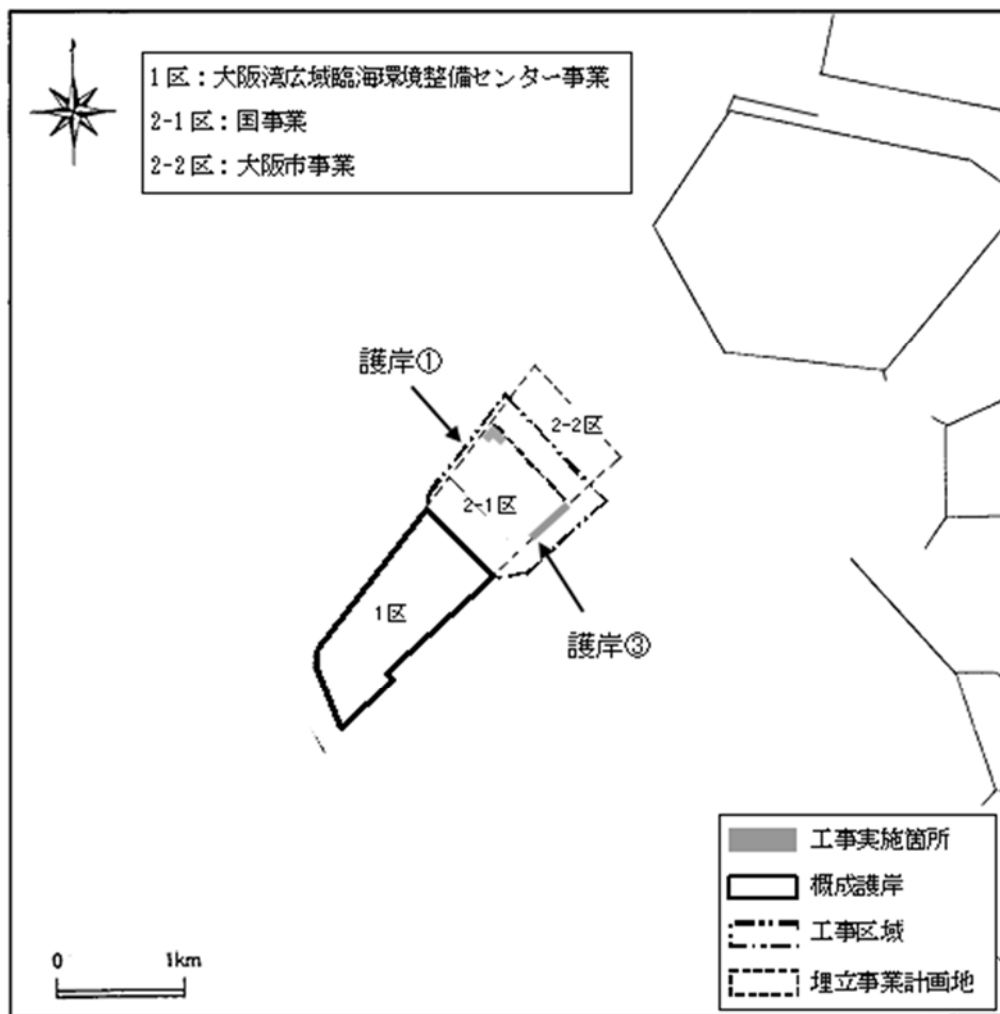 1区：大阪湾広域臨海環境整備センター事業
2-1区：国事業
2-2区：大阪市事業
護岸①
2-2区
2-1区
1区
護岸③
工事実施箇所
概成護岸
工事区域
埋立事業計画地
0 1km